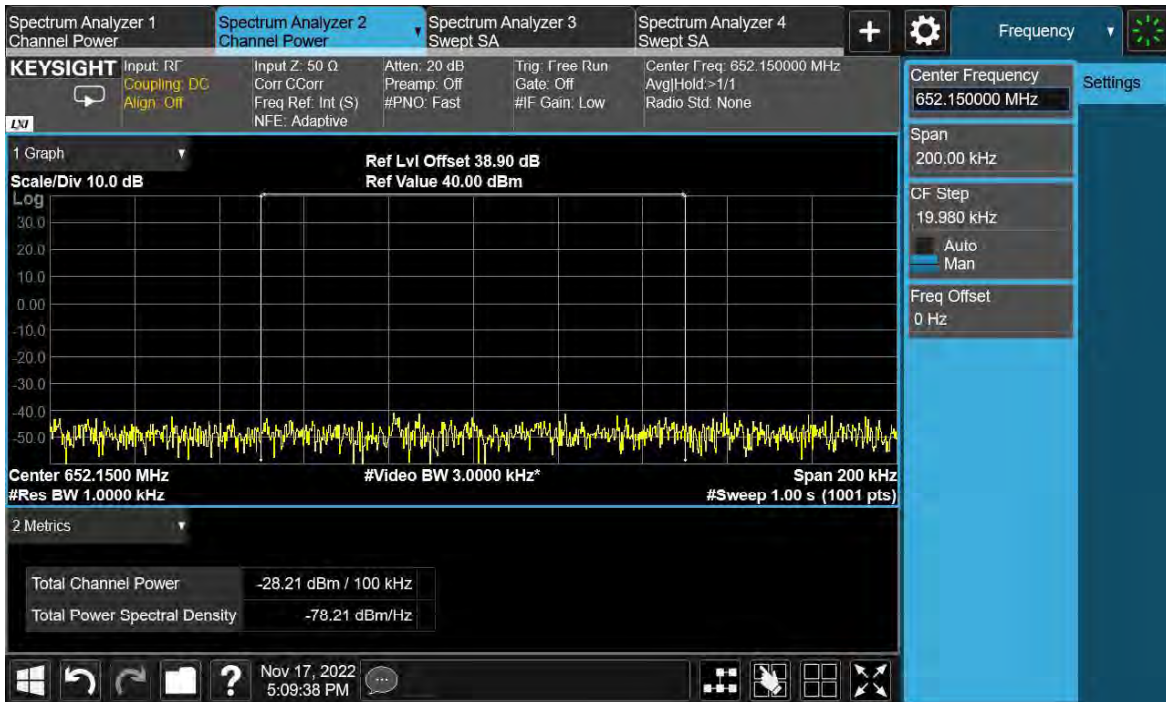 Spectrum Analyzer 1
Channel Power
Spectrum Analyzer 2
Channel Power
Spectrum Analyzer 3
Swept SA
Spectrum Analyzer 4
Swept SA
+
Frequency
KEYSIGHT
LXI
Input: RF
Coupling: DC
Align: Off
Input Z: 50 Ω
Corr CCorr
Freq Ref: Int (S)
NFE: Adaptive
Atten: 20 dB
Preamp: Off
#PNO: Fast
Trig: Free Run
Gate: Off
#IF Gain: Low
Center Freq: 652.150000 MHz
Avg|Hold:>1/1
Radio Std: None
Center Frequency
652.150000 MHz
Settings
Span
200.00 kHz
CF Step
19.980 kHz
Auto
Man
Freq Offset
0 Hz
1 Graph
Scale/Div 10.0 dB
Ref Lvl Offset 38.90 dB
Ref Value 40.00 dBm
Log
30.0
20.0
10.0
0.00
-10.0
-20.0
-30.0
-40.0
-50.0
Center 652.1500 MHz
#Video BW 3.0000 kHz*
Span 200 kHz
#Res BW 1.0000 kHz
#Sweep 1.00 s (1001 pts)
2 Metrics
Total Channel Power -28.21 dBm / 100 kHz
Total Power Spectral Density -78.21 dBm/Hz
?
Nov 17, 2022
5:09:38 PM